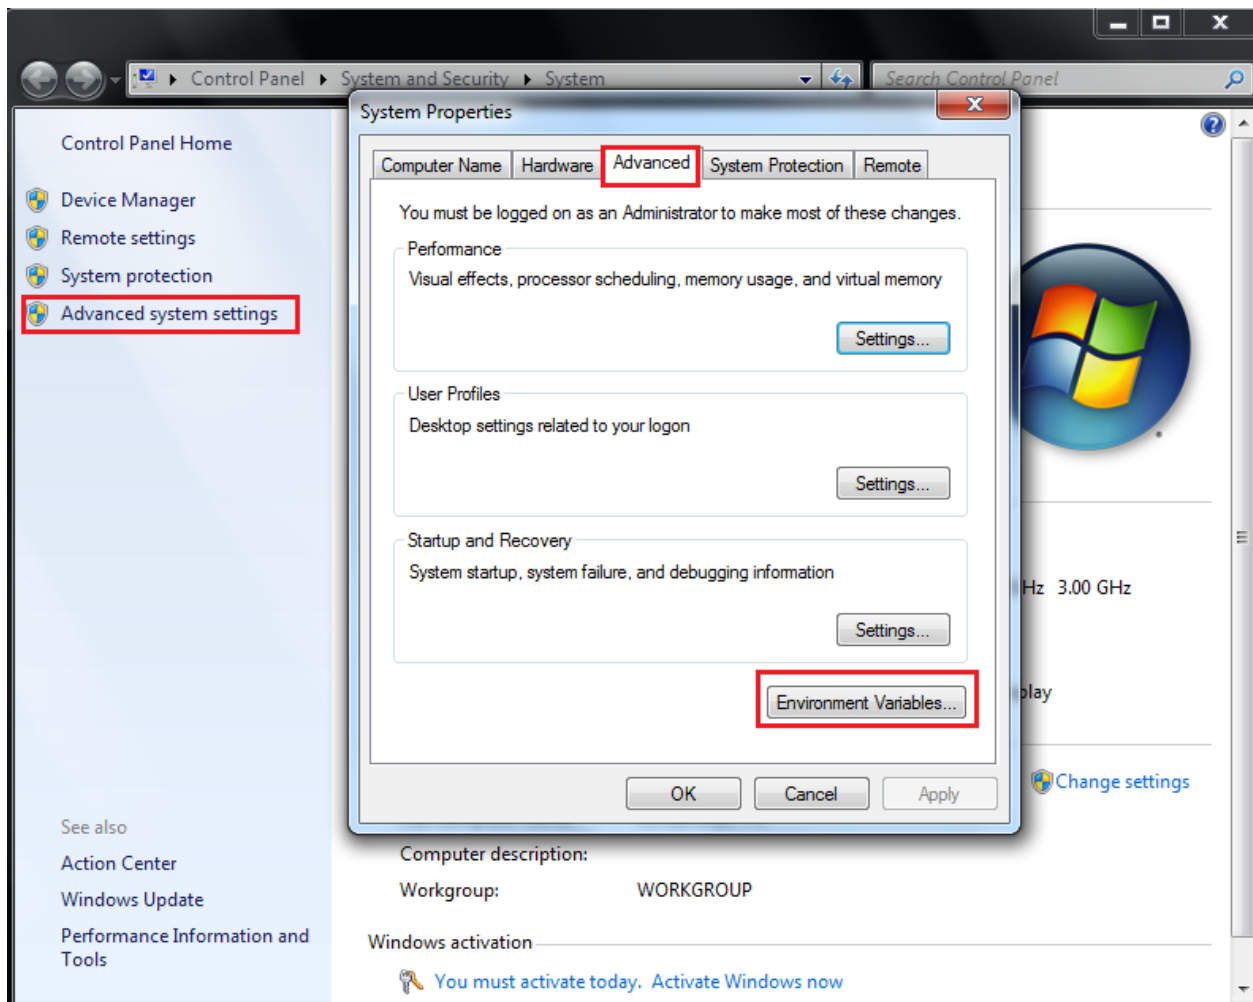 Control Panel
System and Security
System
Search Control Panel
Control Panel Home
Device Manager
Remote settings
System protection
Advanced system settings
See also
Action Center
Windows Update
Performance Information and
Tools
System Properties
Computer Name
Hardware
Advanced
System Protection
Remote
You must be logged on as an Administrator to make most of these changes.
Performance
Visual effects, processor scheduling, memory usage, and virtual memory
Settings...
User Profiles
Desktop settings related to your logon
Settings...
Startup and Recovery
System startup, system failure, and debugging information
Settings...
Environment Variables...
OK
Cancel
Apply
Hz 3.00 GHz
play
Change settings
Computer description:
Workgroup: WORKGROUP
Windows activation
You must activate today. Activate Windows now